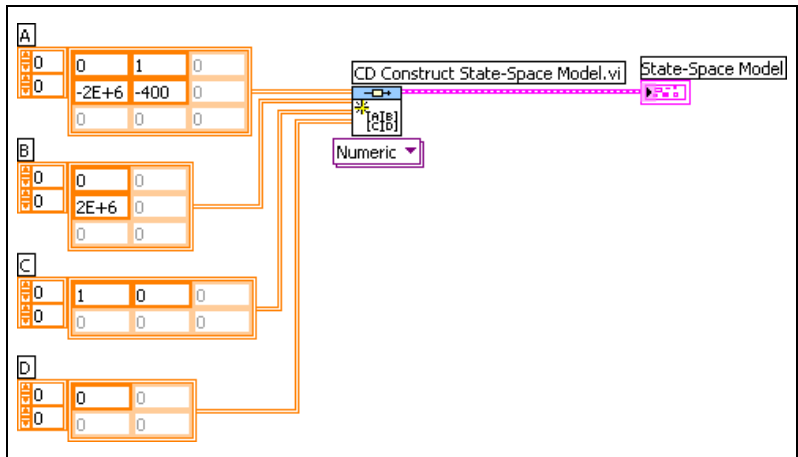 A
0 0 1 0
0 -2E+6 -400 0
0 0 0
CD Construct State-Space Model.vi
State-Space Model
[A|B]
[C|D]
Numeric
B
0 0 0
0 2E+6 0
0 0
C
0 1 0 0
0 0 0 0
D
0 0 0
0 0 0